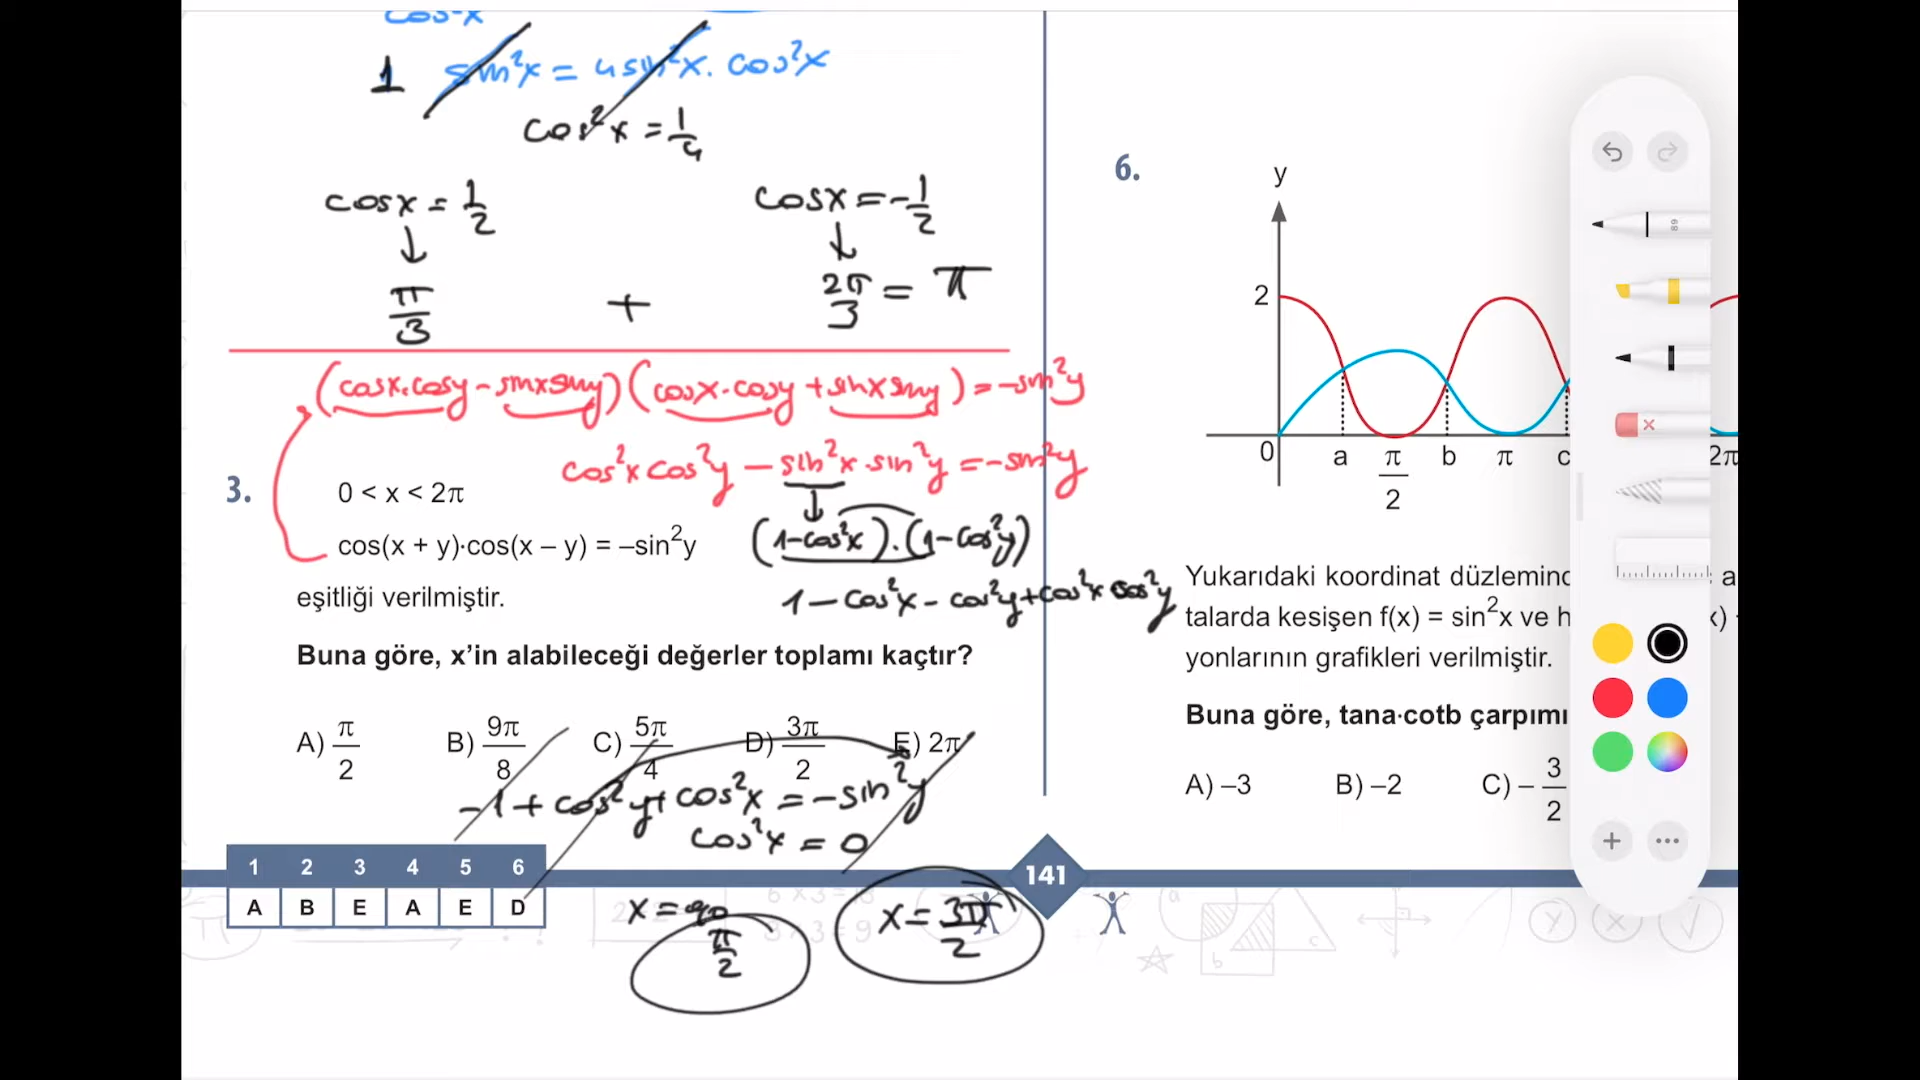 cos²x
1 sin²x = 4sin²x. cos²x
cos²x = 1/4
cosx = 1/2
cosx = -1/2
↓
↓
π/3 + 2π/3 = π
(cosx.cosy - sinxsiny)(cosx.cosy + sinxsiny) = -sin²y
cos²x cos²y - sin²x.sin²y = -sin²y
↓
(1-cos²x).(1-cos²y)
1 - cos²x - cos²y + cos²x cos²y
3.
0 < x < 2π
cos(x + y)·cos(x – y) = –sin²y
eşitliği verilmiştir.
Buna göre, x'in alabileceği değerler toplamı kaçtır?
A) π/2 B) 9π/8 C) 5π/4 D) 3π/2 E) 2π
-1 + cos²y + cos²x = -sin²y
cos²x = 0
x = 90
π/2
x = 3π/2
1 2 3 4 5 6
A B E A E D
141
6.
y
2
0 a π/2 b π c 2π
Yukarıdaki koordinat
a
talarda kesişen f(x) = sin²x ve h
x)
yonlarının grafikleri verilmiştir.
Buna göre, tana·cotb çarpımı
A) –3 B) –2 C) – 3/2
89